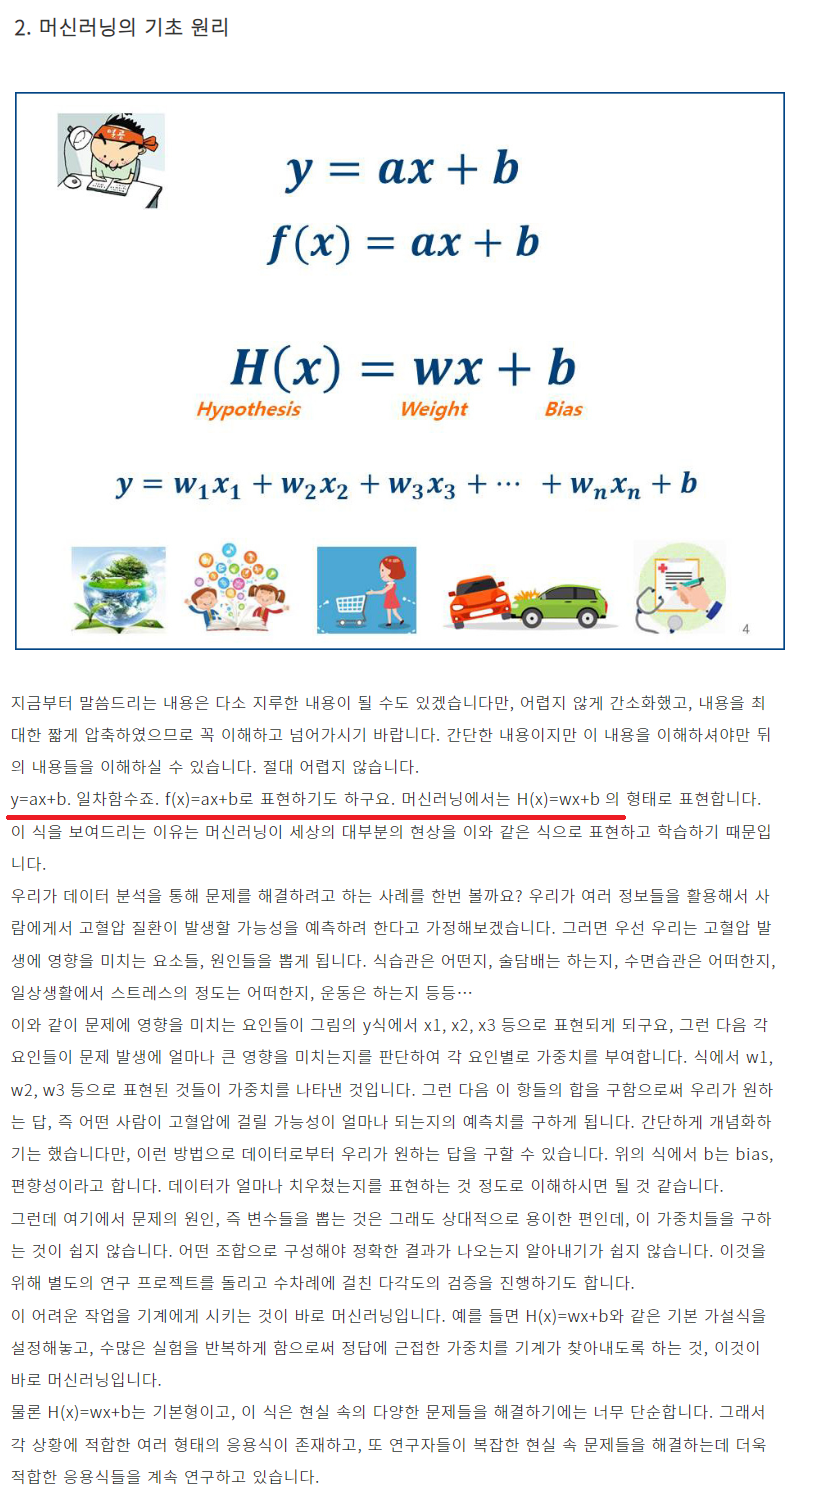 2. 머신러닝의 기초 원리
열공
y = ax + b
f(x) = ax + b
H(x) = wx + b
Hypothesis Weight Bias
y = w₁x₁ + w₂x₂ + w₃x₃ + ⋯ + wₙxₙ + b
4
지금부터 말씀드리는 내용은 다소 지루한 내용이 될 수도 있겠습니다만, 어렵지 않게 간소화했고, 내용을 최
대한 짧게 압축하였으므로 꼭 이해하고 넘어가시기 바랍니다. 간단한 내용이지만 이 내용을 이해하셔야만 뒤
의 내용들을 이해하실 수 있습니다. 절대 어렵지 않습니다.
y=ax+b. 일차함수죠. f(x)=ax+b로 표현하기도 하구요. 머신러닝에서는 H(x)=wx+b 의 형태로 표현합니다.
이 식을 보여드리는 이유는 머신러닝이 세상의 대부분의 현상을 이와 같은 식으로 표현하고 학습하기 때문입
니다.
우리가 데이터 분석을 통해 문제를 해결하려고 하는 사례를 한번 볼까요? 우리가 여러 정보들을 활용해서 사
람에게서 고혈압 질환이 발생할 가능성을 예측하려 한다고 가정해보겠습니다. 그러면 우선 우리는 고혈압 발
생에 영향을 미치는 요소들, 원인들을 뽑게 됩니다. 식습관은 어떤지, 술담배는 하는지, 수면습관은 어떠한지,
일상생활에서 스트레스의 정도는 어떠한지, 운동은 하는지 등등…
이와 같이 문제에 영향을 미치는 요인들이 그림의 y식에서 x1, x2, x3 등으로 표현되게 되구요, 그런 다음 각
요인들이 문제 발생에 얼마나 큰 영향을 미치는지를 판단하여 각 요인별로 가중치를 부여합니다. 식에서 w1,
w2, w3 등으로 표현된 것들이 가중치를 나타낸 것입니다. 그런 다음 이 항들의 합을 구함으로써 우리가 원하
는 답, 즉 어떤 사람이 고혈압에 걸릴 가능성이 얼마나 되는지의 예측치를 구하게 됩니다. 간단하게 개념화하
기는 했습니다만, 이런 방법으로 데이터로부터 우리가 원하는 답을 구할 수 있습니다. 위의 식에서 b는 bias,
편향성이라고 합니다. 데이터가 얼마나 치우쳤는지를 표현하는 것 정도로 이해하시면 될 것 같습니다.
그런데 여기에서 문제의 원인, 즉 변수들을 뽑는 것은 그래도 상대적으로 용이한 편인데, 이 가중치들을 구하
는 것이 쉽지 않습니다. 어떤 조합으로 구성해야 정확한 결과가 나오는지 알아내기가 쉽지 않습니다. 이것을
위해 별도의 연구 프로젝트를 돌리고 수차례에 걸친 다각도의 검증을 진행하기도 합니다.
이 어려운 작업을 기계에게 시키는 것이 바로 머신러닝입니다. 예를 들면 H(x)=wx+b와 같은 기본 가설식을
설정해놓고, 수많은 실험을 반복하게 함으로써 정답에 근접한 가중치를 기계가 찾아내도록 하는 것, 이것이
바로 머신러닝입니다.
물론 H(x)=wx+b는 기본형이고, 이 식은 현실 속의 다양한 문제들을 해결하기에는 너무 단순합니다. 그래서
각 상황에 적합한 여러 형태의 응용식이 존재하고, 또 연구자들이 복잡한 현실 속 문제들을 해결하는데 더욱
적합한 응용식들을 계속 연구하고 있습니다.